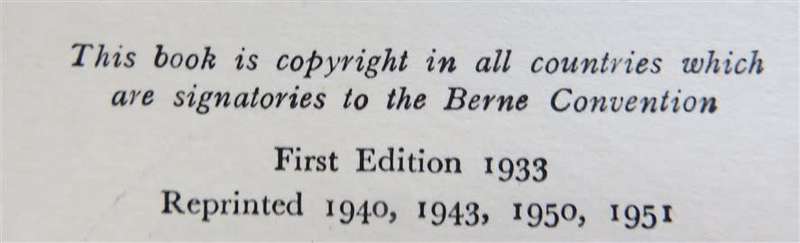 This book is copyright in all countries which
are signatories to the Berne Convention
First Edition 1933
Reprinted 1940, 1943, 1950, 1951